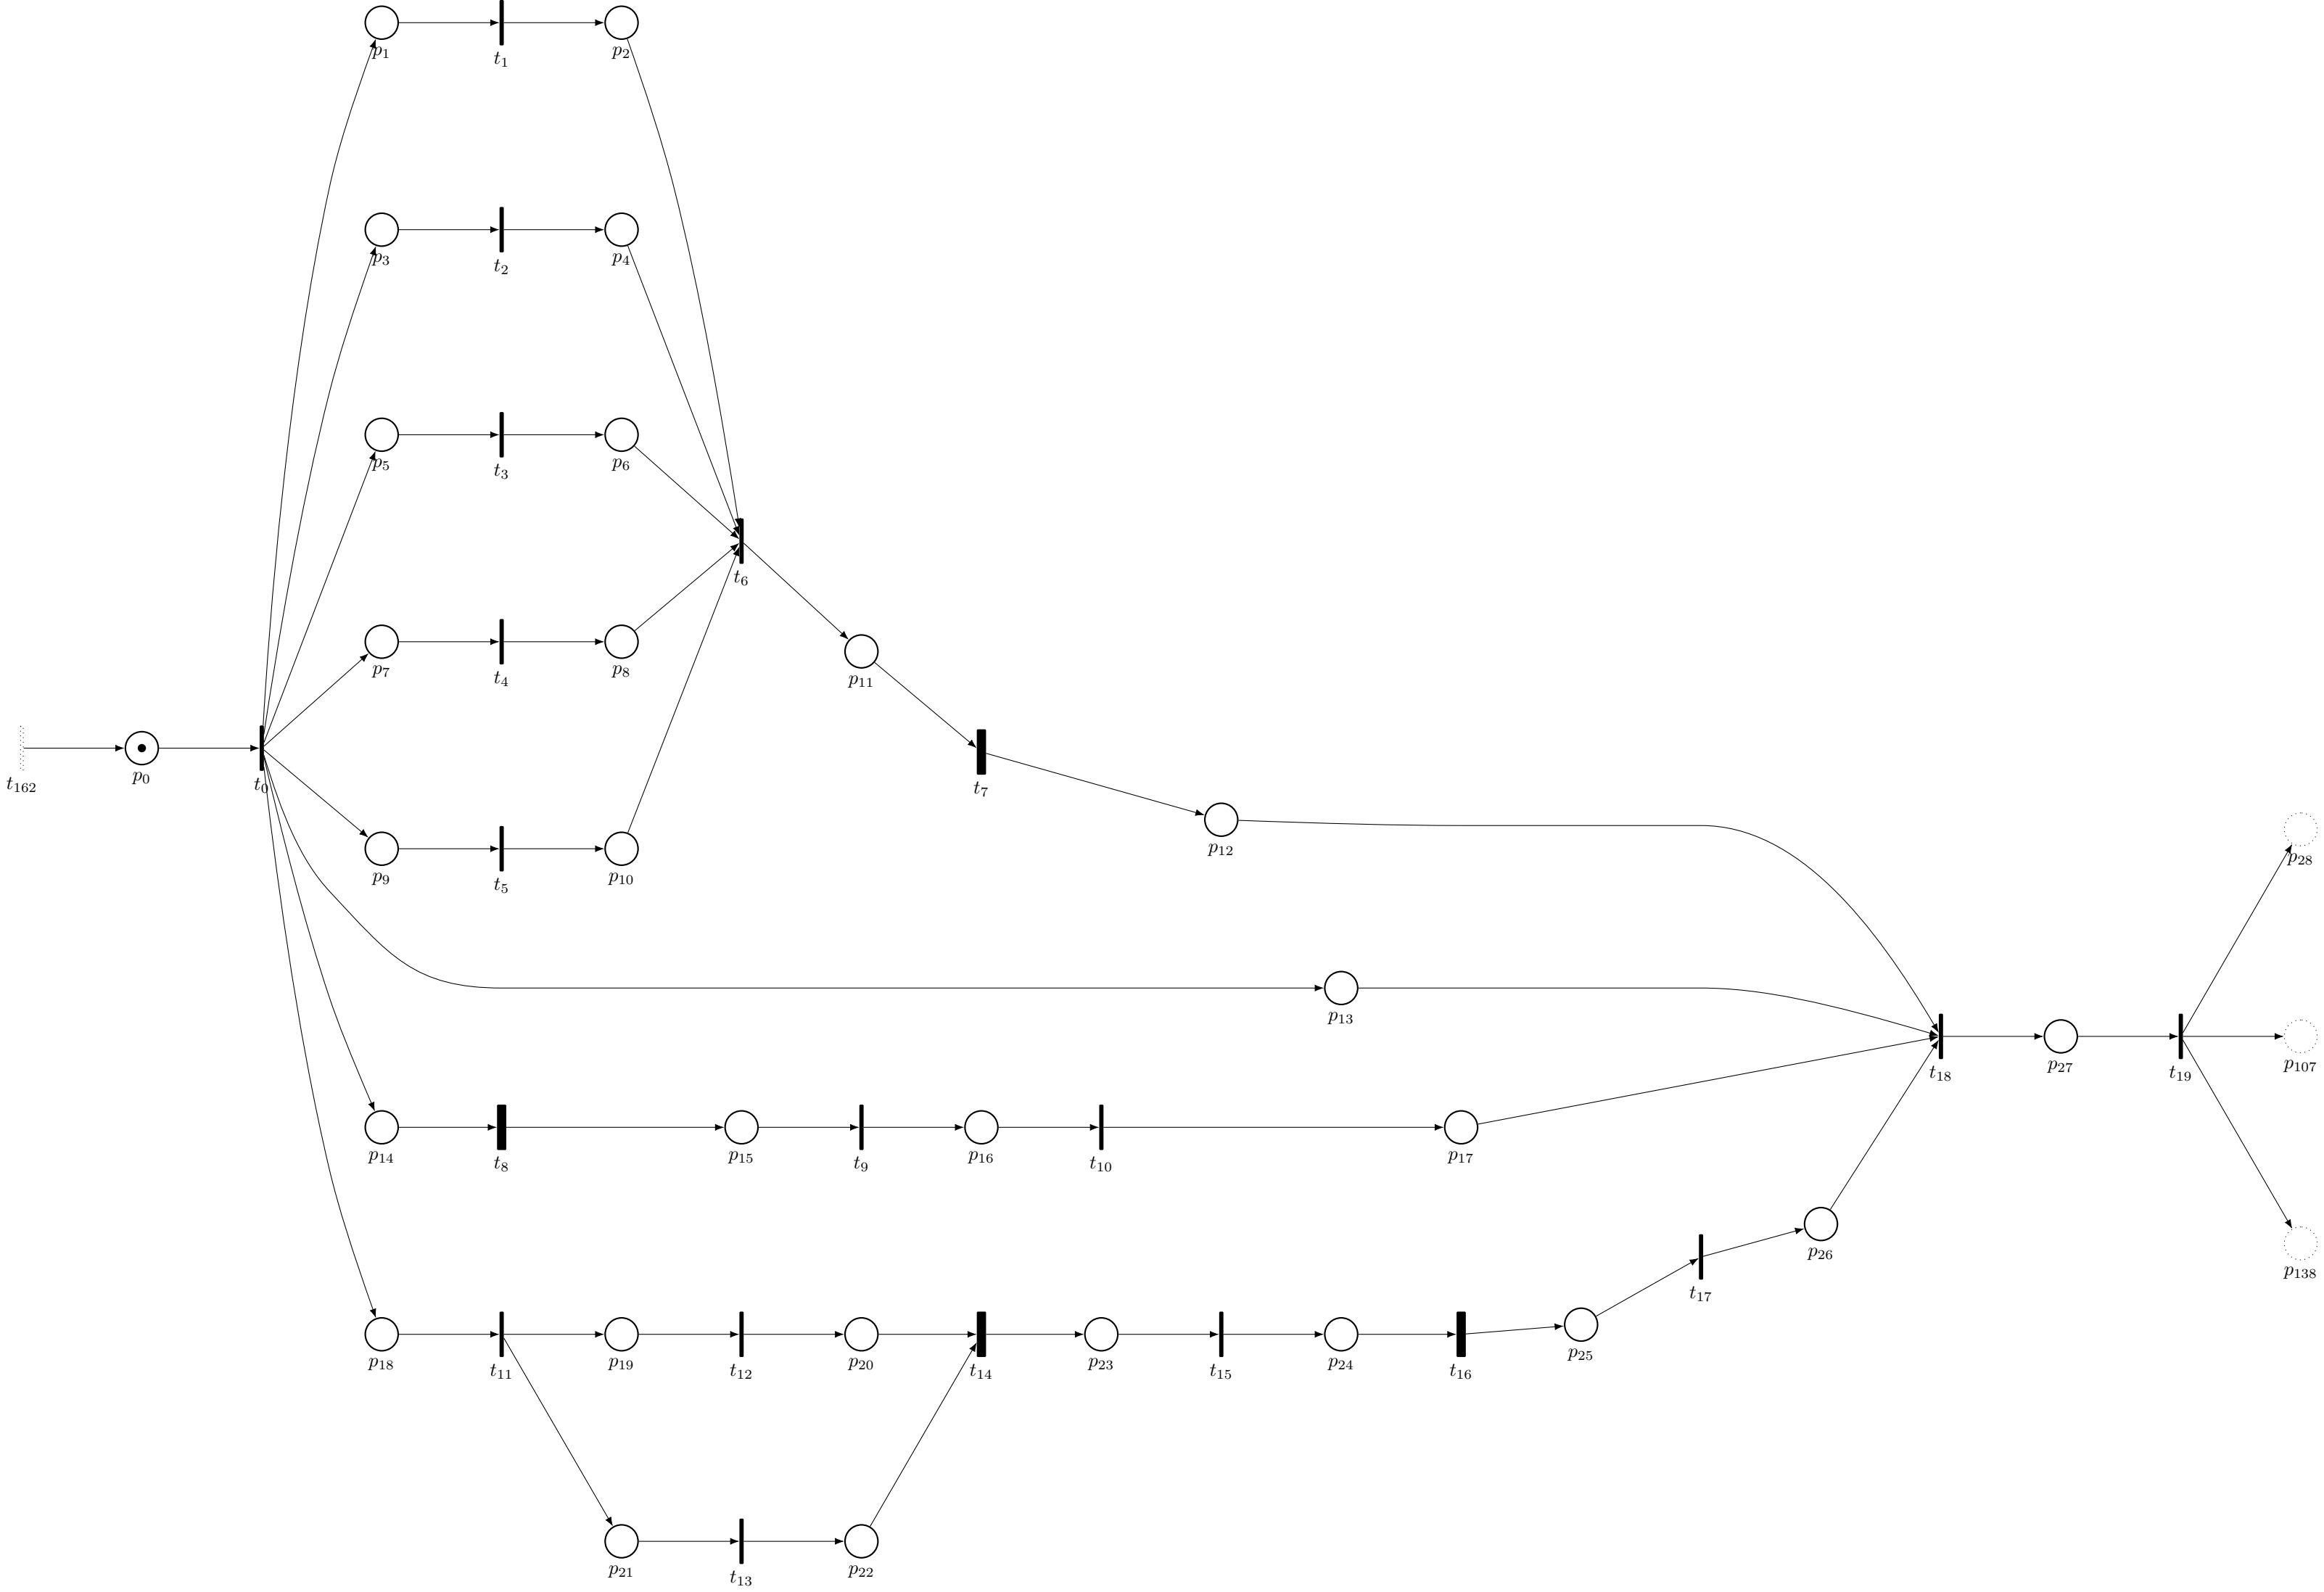 p1 t1 p2
p3 t2 p4
p5 t3 p6
t6
p7 t4 p8
p11
t162 p0 t0 t7
p9 t5 p10 p12 p28
p13
t18 p27 t19 p107
p14 t8 p15 t9 p16 t10 p17
p26 p138
t17
p18 t11 p19 t12 p20 t14 p23 t15 p24 t16 p25
p21 t13 p22